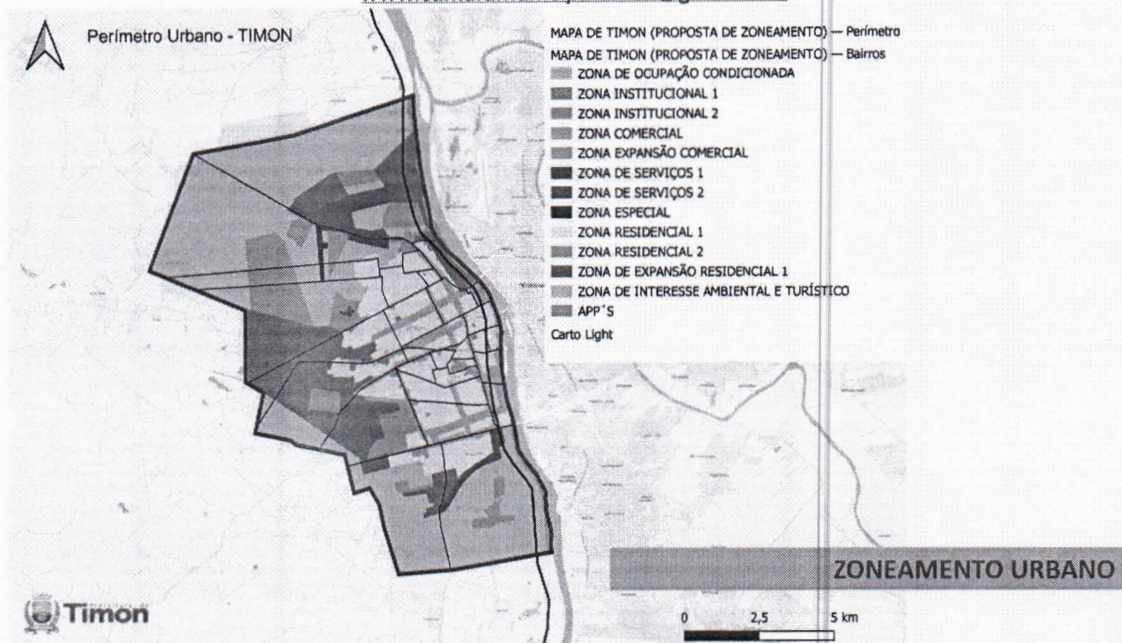 Perímetro Urbano - TIMON
MAPA DE TIMON (PROPOSTA DE ZONEAMENTO) — Perímetro
MAPA DE TIMON (PROPOSTA DE ZONEAMENTO) — Bairros
ZONA DE OCUPAÇÃO CONDICIONADA
ZONA INSTITUCIONAL 1
ZONA INSTITUCIONAL 2
ZONA COMERCIAL
ZONA EXPANSÃO COMERCIAL
ZONA DE SERVIÇOS 1
ZONA DE SERVIÇOS 2
ZONA ESPECIAL
ZONA RESIDENCIAL 1
ZONA RESIDENCIAL 2
ZONA DE EXPANSÃO RESIDENCIAL 1
ZONA DE INTERESSE AMBIENTAL E TURÍSTICO
APP´S
Carto Light
ZONEAMENTO URBANO
Timon
0 2,5 5 km